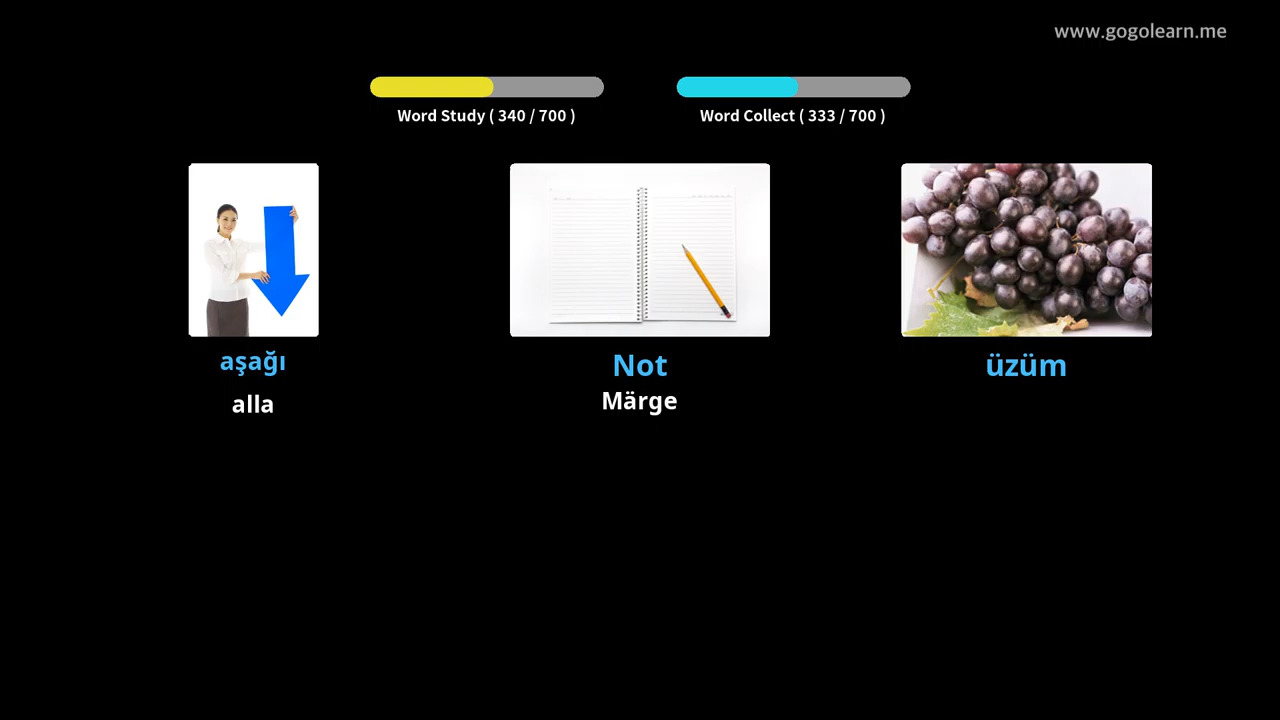 www.gogolearn.me
Word Study ( 340 / 700 )
Word Collect ( 333 / 700 )
aşağı
alla
Not
Märge
üzüm